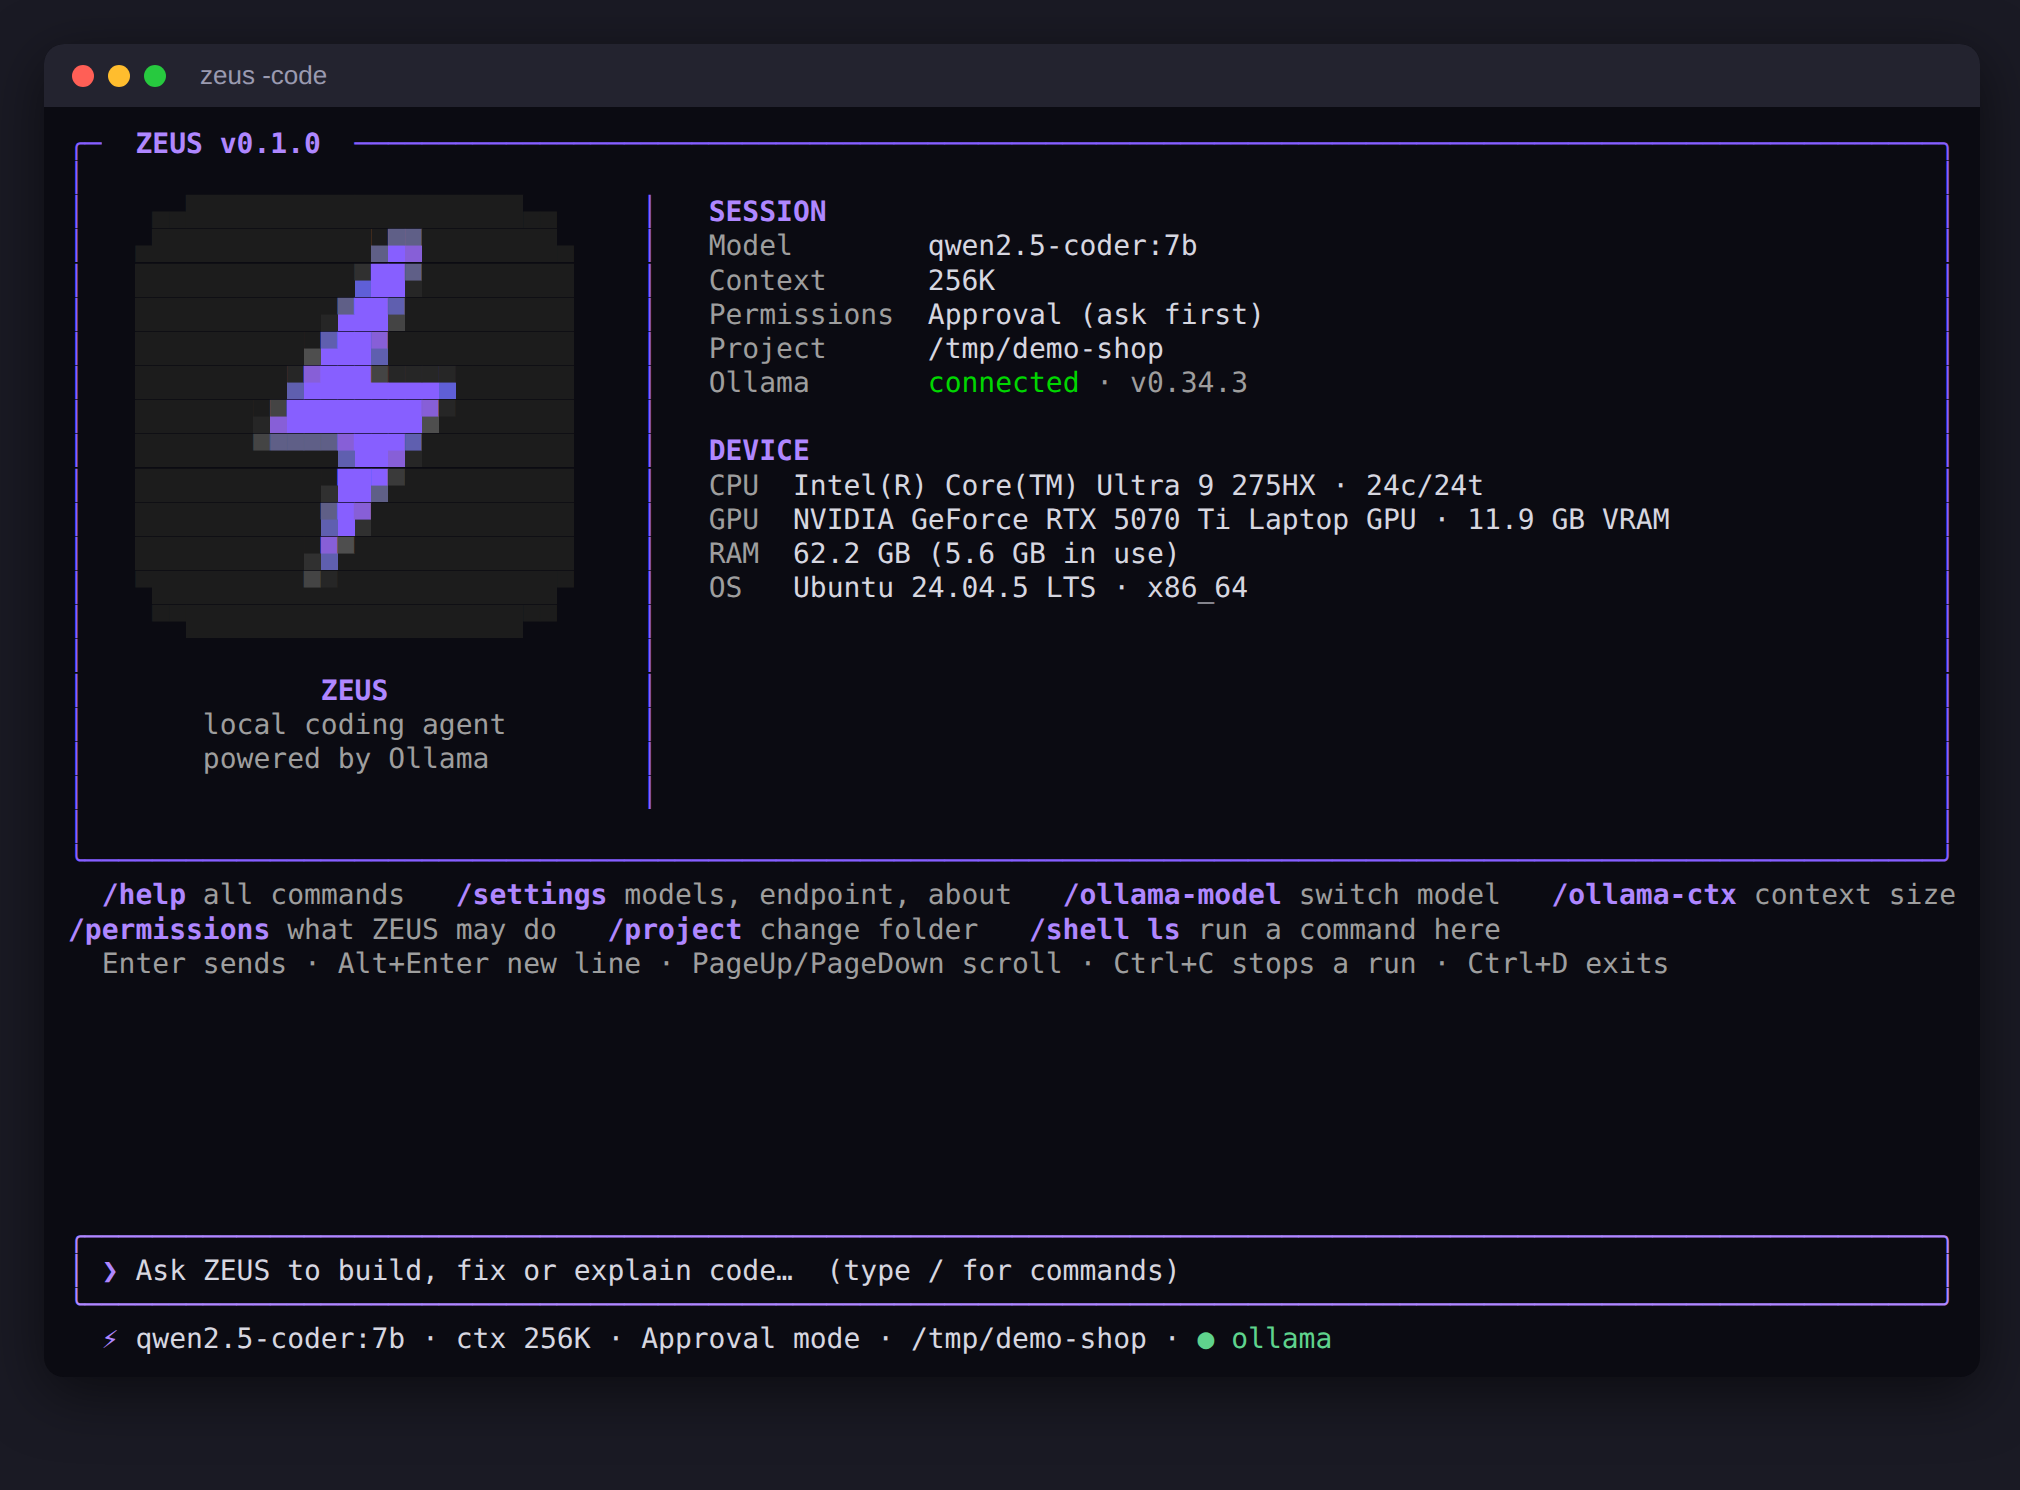 zeus -code
ZEUS v0.1.0
SESSION
Model qwen2.5-coder:7b
Context 256K
Permissions Approval (ask first)
Project /tmp/demo-shop
Ollama connected · v0.34.3
DEVICE
CPU Intel(R) Core(TM) Ultra 9 275HX · 24c/24t
GPU NVIDIA GeForce RTX 5070 Ti Laptop GPU · 11.9 GB VRAM
RAM 62.2 GB (5.6 GB in use)
OS Ubuntu 24.04.5 LTS · x86_64
ZEUS
local coding agent
powered by Ollama
/help all commands /settings models, endpoint, about /ollama-model switch model /ollama-ctx context size
/permissions what ZEUS may do /project change folder /shell ls run a command here
Enter sends · Alt+Enter new line · PageUp/PageDown scroll · Ctrl+C stops a run · Ctrl+D exits
❯ Ask ZEUS to build, fix or explain code… (type / for commands)
⚡ qwen2.5-coder:7b · ctx 256K · Approval mode · /tmp/demo-shop · ● ollama